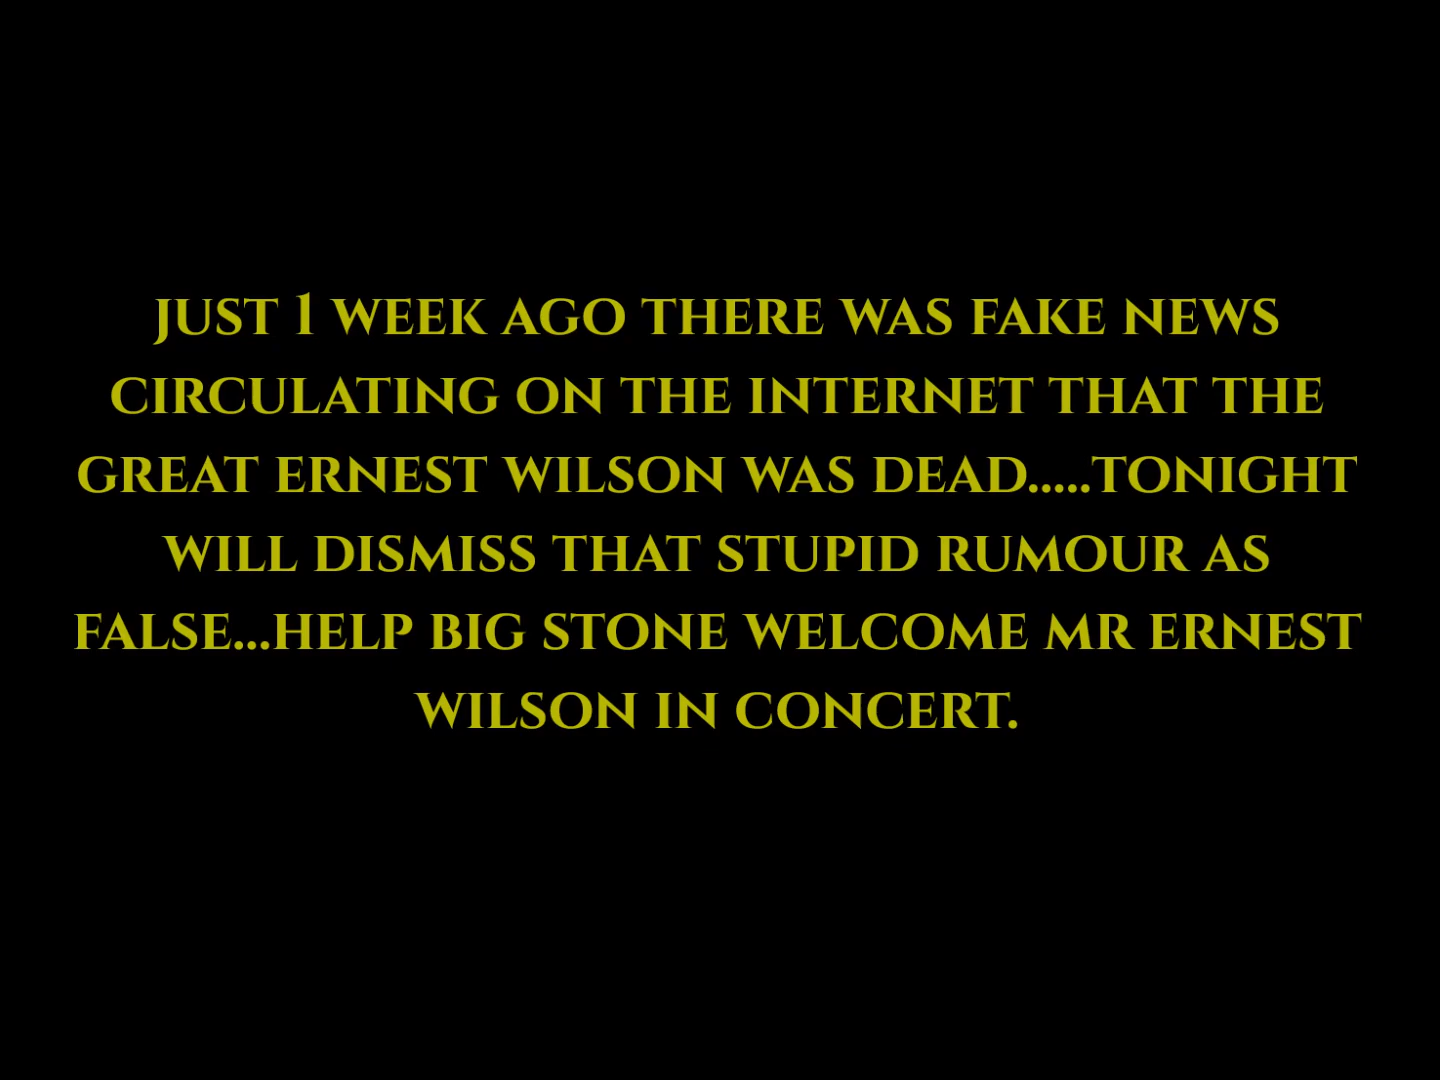 JUST 1 WEEK AGO THERE WAS FAKE NEWS
CIRCULATING ON THE INTERNET THAT THE
GREAT ERNEST WILSON WAS DEAD.....TONIGHT
WILL DISMISS THAT STUPID RUMOUR AS
FALSE...HELP BIG STONE WELCOME MR ERNEST
WILSON IN CONCERT.